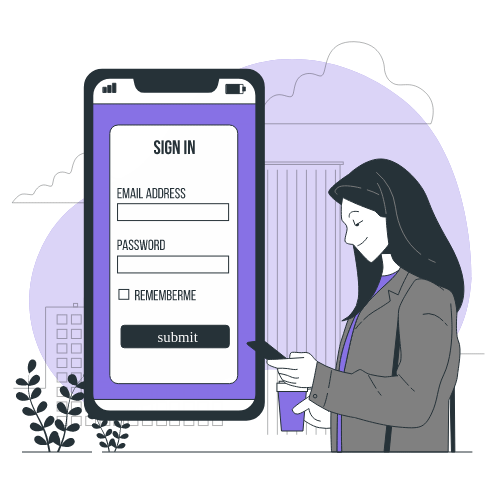 SIGN IN
EMAIL ADDRESS
PASSWORD
REMEMBERME
submit